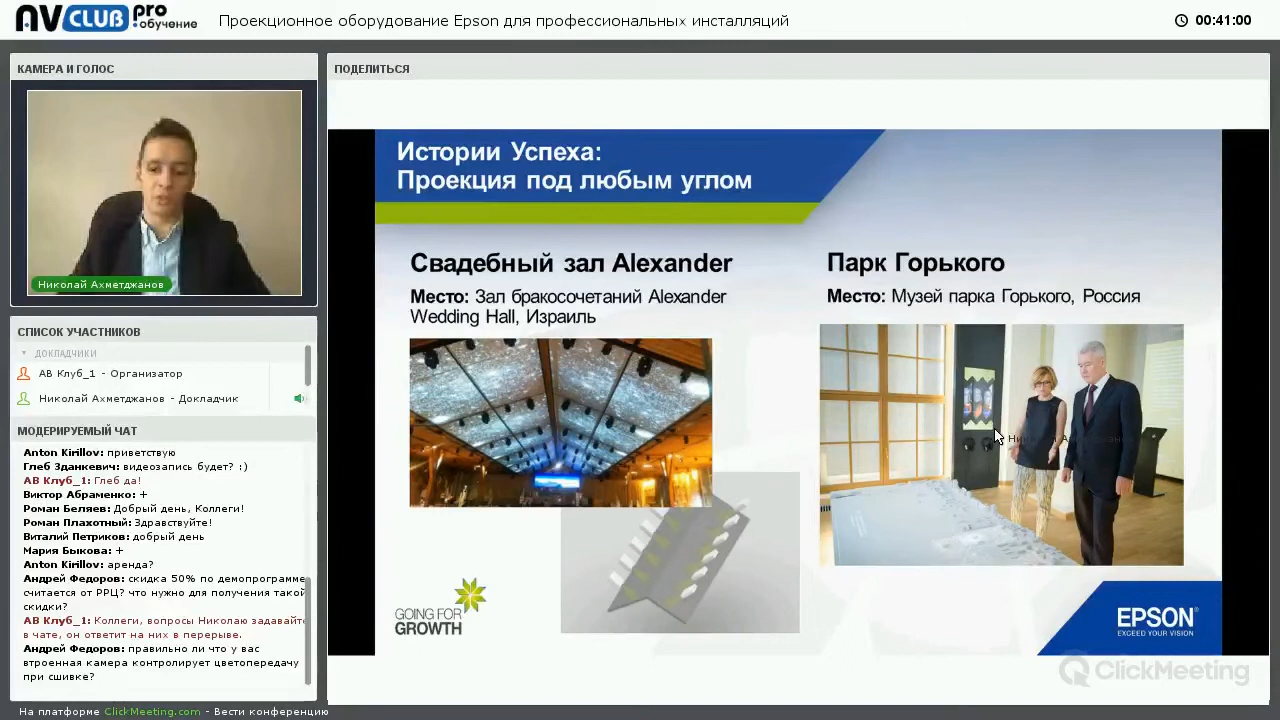 AV CLUB pro
.обучение
Проекционное оборудование Epson для профессиональных инсталляций
00:41:00
КАМЕРА И ГОЛОС
Николай Ахметджанов
СПИСОК УЧАСТНИКОВ
ДОКЛАДЧИКИ
АВ Клуб_1 - Организатор
Николай Ахметджанов - Докладчик
МОДЕРИРУЕМЫЙ ЧАТ
Anton Kirillov: приветствую
Глеб Зданкевич: видеозапись будет? :)
АВ Клуб_1: Глеб да!
Виктор Абраменко: +
Роман Беляев: Добрый день, Коллеги!
Роман Плахотный: Здравствуйте!
Виталий Петриков: добрый день
Мария Быкова: +
Anton Kirillov: аренда?
Андрей Федоров: скидка 50% по демопрограмме
считается от РРЦ? что нужно для получения такой
скидки?
АВ Клуб_1: Коллеги, вопросы Николаю задавайте
в чате, он ответит на них в перерыве.
Андрей Федоров: правильно ли что у вас
втроенная камера контролирует цветопередачу
при сшивке?
ПОДЕЛИТЬСЯ
Истории Успеха:
Проекция под любым углом
Свадебный зал Alexander
Место: Зал бракосочетаний Alexander
Wedding Hall, Израиль
Парк Горького
Место: Музей парка Горького, Россия
GOING FOR
GROWTH
EPSON®
EXCEED YOUR VISION
ClickMeeting
На платформе ClickMeeting.com - Вести конференцию